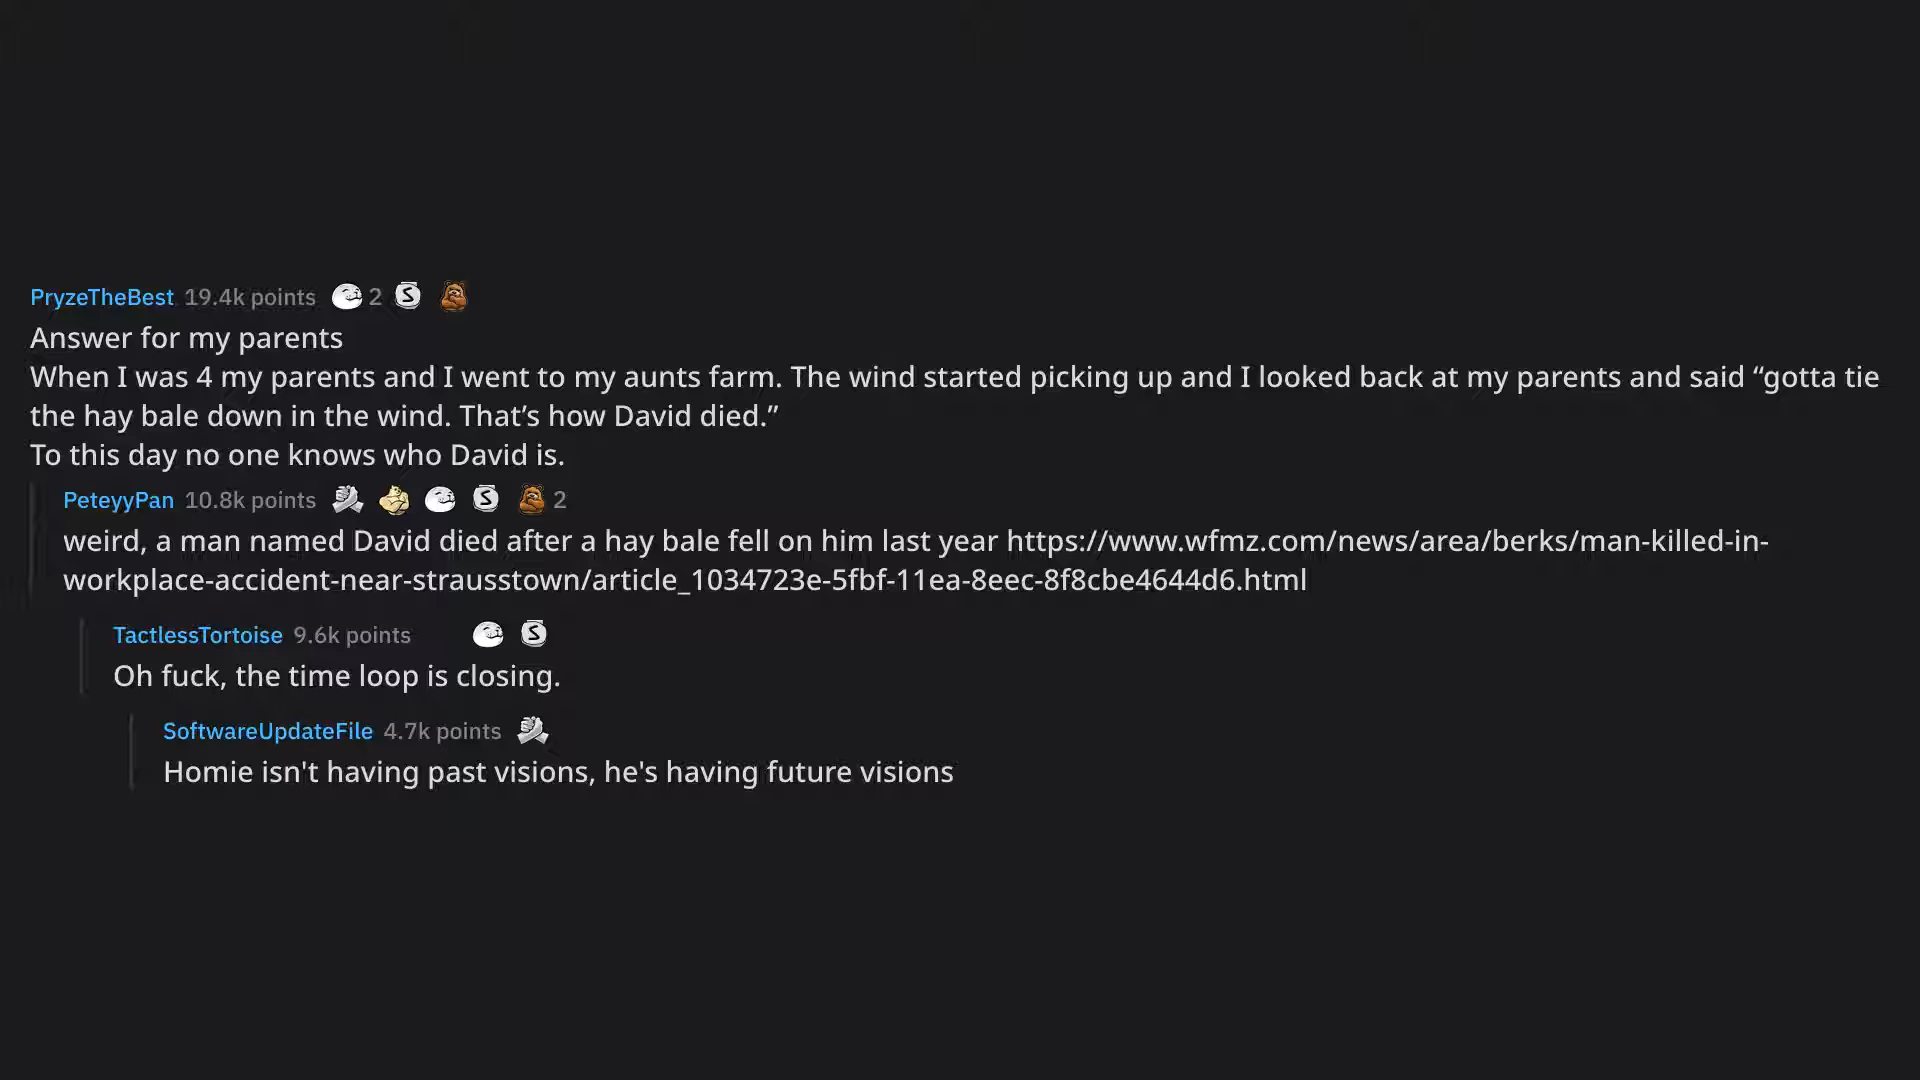 PryzeTheBest 19.4k points 2
Answer for my parents
When I was 4 my parents and I went to my aunts farm. The wind started picking up and I looked back at my parents and said “gotta tie
the hay bale down in the wind. That’s how David died.”
To this day no one knows who David is.
PeteyyPan 10.8k points 2
weird, a man named David died after a hay bale fell on him last year https://www.wfmz.com/news/area/berks/man-killed-in-
workplace-accident-near-strausstown/article_1034723e-5fbf-11ea-8eec-8f8cbe4644d6.html
TactlessTortoise 9.6k points
Oh fuck, the time loop is closing.
SoftwareUpdateFile 4.7k points
Homie isn't having past visions, he's having future visions